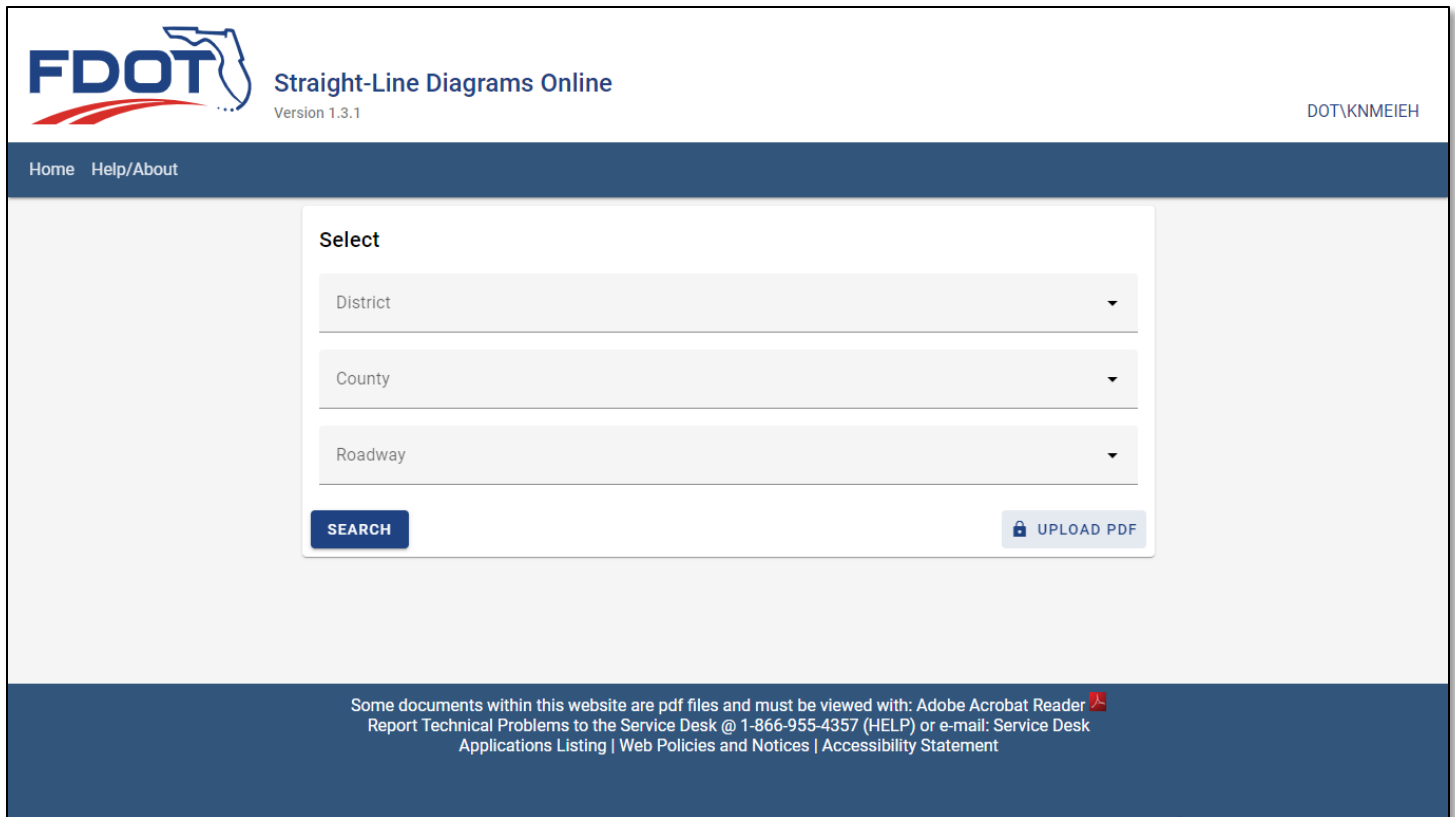 FDOT
Straight-Line Diagrams Online
Version 1.3.1
DOT\KNMEIEH
Home Help/About
Select
District
County
Roadway
SEARCH
UPLOAD PDF
Some documents within this website are pdf files and must be viewed with: Adobe Acrobat Reader
Report Technical Problems to the Service Desk @ 1-866-955-4357 (HELP) or e-mail: Service Desk
Applications Listing | Web Policies and Notices | Accessibility Statement